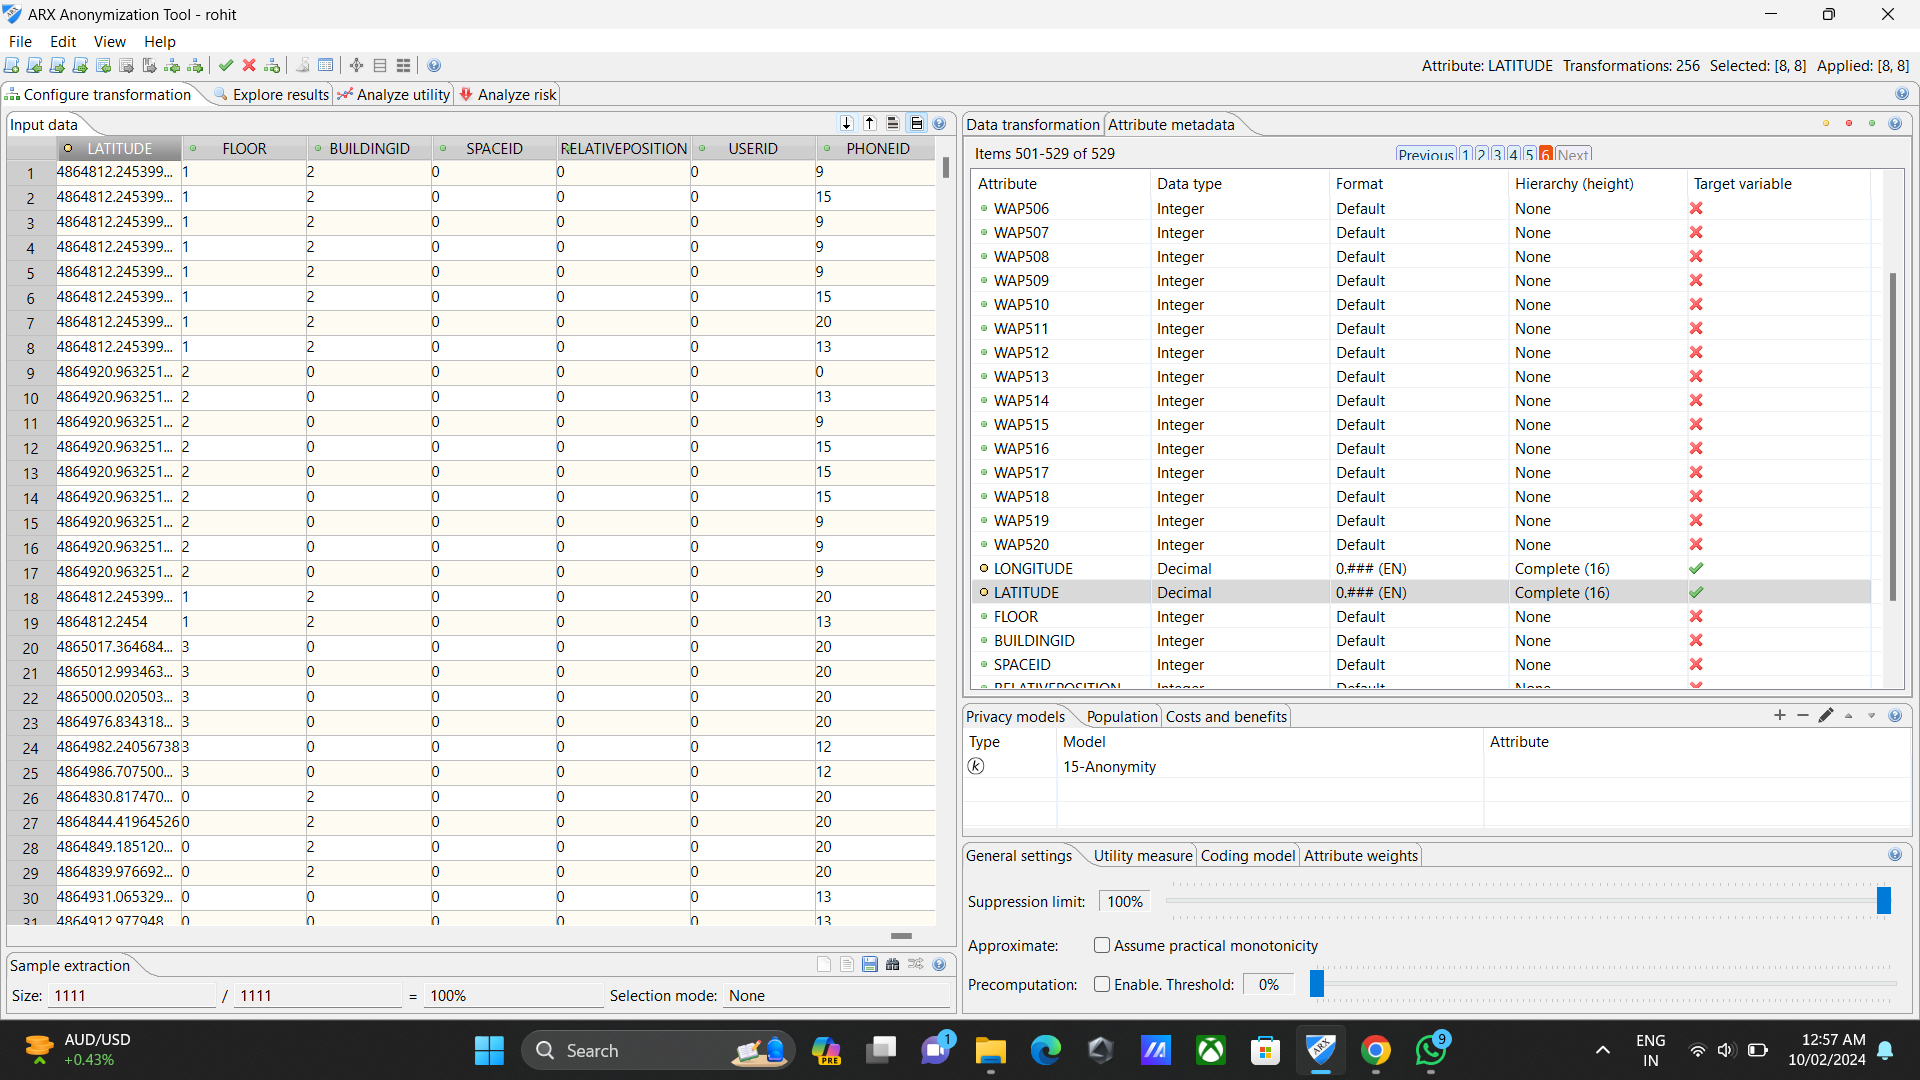 ARX Anonymization Tool - rohit
File Edit View Help
Attribute: LATITUDE Transformations: 256 Selected: [8, 8] Applied: [8, 8]
Configure transformation Explore results Analyze utility Analyze risk
Input data
LATITUDE FLOOR BUILDINGID SPACEID RELATIVEPOSITION USERID PHONEID
1 4864812.245399... 1 2 0 0 0 9
2 4864812.245399... 1 2 0 0 0 15
3 4864812.245399... 1 2 0 0 0 9
4 4864812.245399... 1 2 0 0 0 9
5 4864812.245399... 1 2 0 0 0 9
6 4864812.245399... 1 2 0 0 0 15
7 4864812.245399... 1 2 0 0 0 20
8 4864812.245399... 1 2 0 0 0 13
9 4864920.963251... 2 0 0 0 0 0
10 4864920.963251... 2 0 0 0 0 13
11 4864920.963251... 2 0 0 0 0 9
12 4864920.963251... 2 0 0 0 0 15
13 4864920.963251... 2 0 0 0 0 15
14 4864920.963251... 2 0 0 0 0 15
15 4864920.963251... 2 0 0 0 0 9
16 4864920.963251... 2 0 0 0 0 9
17 4864920.963251... 2 0 0 0 0 9
18 4864812.245399... 1 2 0 0 0 20
19 4864812.2454 1 2 0 0 0 13
20 4865017.364684... 3 0 0 0 0 20
21 4865012.993463... 3 0 0 0 0 20
22 4865000.020503... 3 0 0 0 0 20
23 4864976.834318... 3 0 0 0 0 20
24 4864982.24056738 3 0 0 0 0 12
25 4864986.707500... 3 0 0 0 0 12
26 4864830.817470... 0 2 0 0 0 20
27 4864844.41964526 0 2 0 0 0 20
28 4864849.185120... 0 2 0 0 0 20
29 4864839.976692... 0 2 0 0 0 20
30 4864931.065329... 0 0 0 0 0 13
31 4864912.977948 0 0 0 0 0 13
Sample extraction
Size: 1111 / 1111 = 100% Selection mode: None
Data transformation Attribute metadata
Items 501-529 of 529 Previous 1 2 3 4 5 6 Next
Attribute Data type Format Hierarchy (height) Target variable
WAP506 Integer Default None
WAP507 Integer Default None
WAP508 Integer Default None
WAP509 Integer Default None
WAP510 Integer Default None
WAP511 Integer Default None
WAP512 Integer Default None
WAP513 Integer Default None
WAP514 Integer Default None
WAP515 Integer Default None
WAP516 Integer Default None
WAP517 Integer Default None
WAP518 Integer Default None
WAP519 Integer Default None
WAP520 Integer Default None
LONGITUDE Decimal 0.### (EN) Complete (16)
LATITUDE Decimal 0.### (EN) Complete (16)
FLOOR Integer Default None
BUILDINGID Integer Default None
SPACEID Integer Default None
RELATIVEPOSITION Integer Default None
Privacy models Population Costs and benefits
Type Model Attribute
k 15-Anonymity
General settings Utility measure Coding model Attribute weights
Suppression limit: 100%
Approximate: Assume practical monotonicity
Precomputation: Enable. Threshold: 0%
AUD/USD
+0.43%
Search
PRE
1
ARX
9
ENG
IN
12:57 AM
10/02/2024